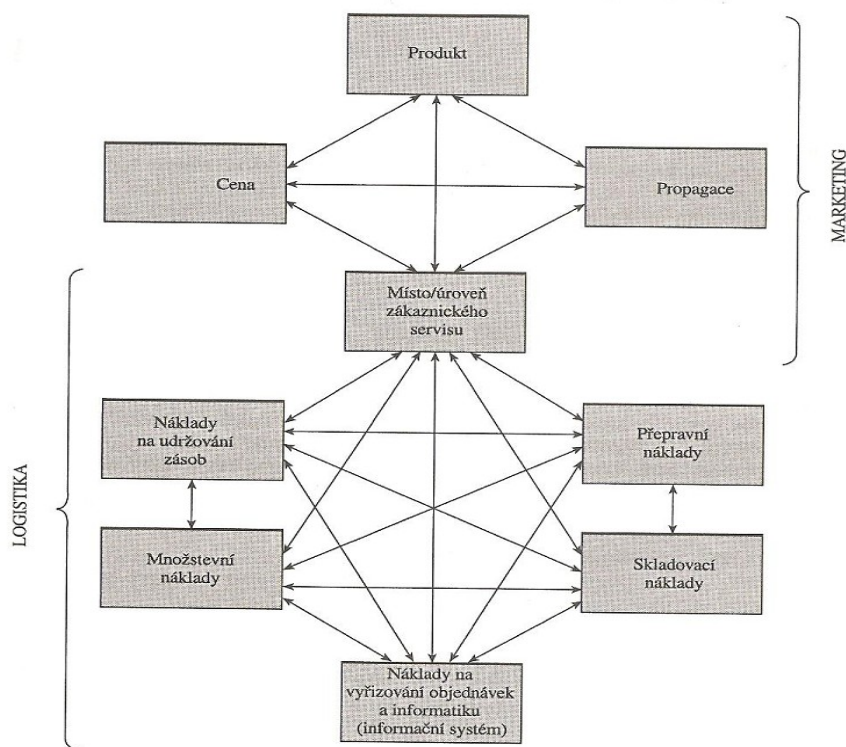 Produkt
MARKETING
Cena
Propagace
Místo/úroveň
zákaznického
servisu
LOGISTIKA
Náklady
na udržování
zásob
Přepravní
náklady
Množstevní
náklady
Skladovací
náklady
Náklady na
vyřizování objednávek
a informatiku
(informační systém)